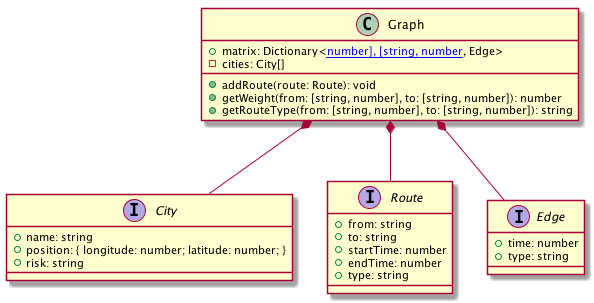 C Graph
matrix: Dictionary<number], [string, number, Edge>
cities: City[]
addRoute(route: Route): void
getWeight(from: [string, number], to: [string, number]): number
getRouteType(from: [string, number], to: [string, number]): string
I City
name: string
position: { longitude: number; latitude: number; }
risk: string
I Route
from: string
to: string
startTime: number
endTime: number
type: string
I Edge
time: number
type: string